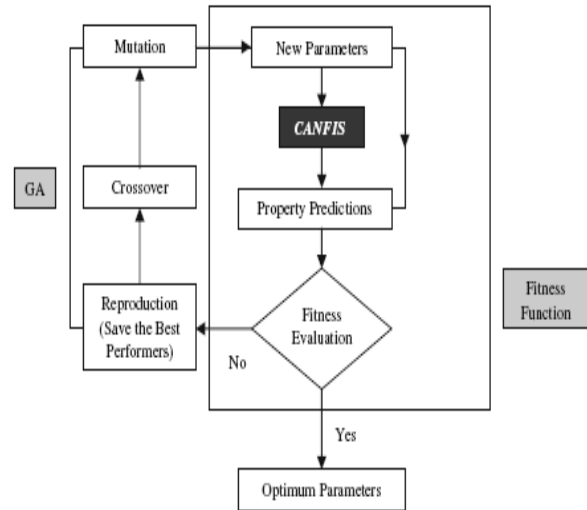 Mutation
New Parameters
CANFIS
GA
Crossover
Property Predictions
Reproduction
(Save the Best
Performers)
Fitness
Evaluation
Fitness
Function
No
Yes
Optimum Parameters